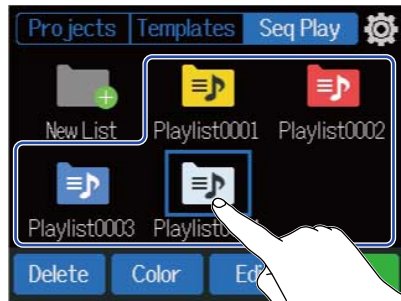 Projects Templates Seq Play
New List Playlist0001 Playlist0002
Playlist0003
Delete Color